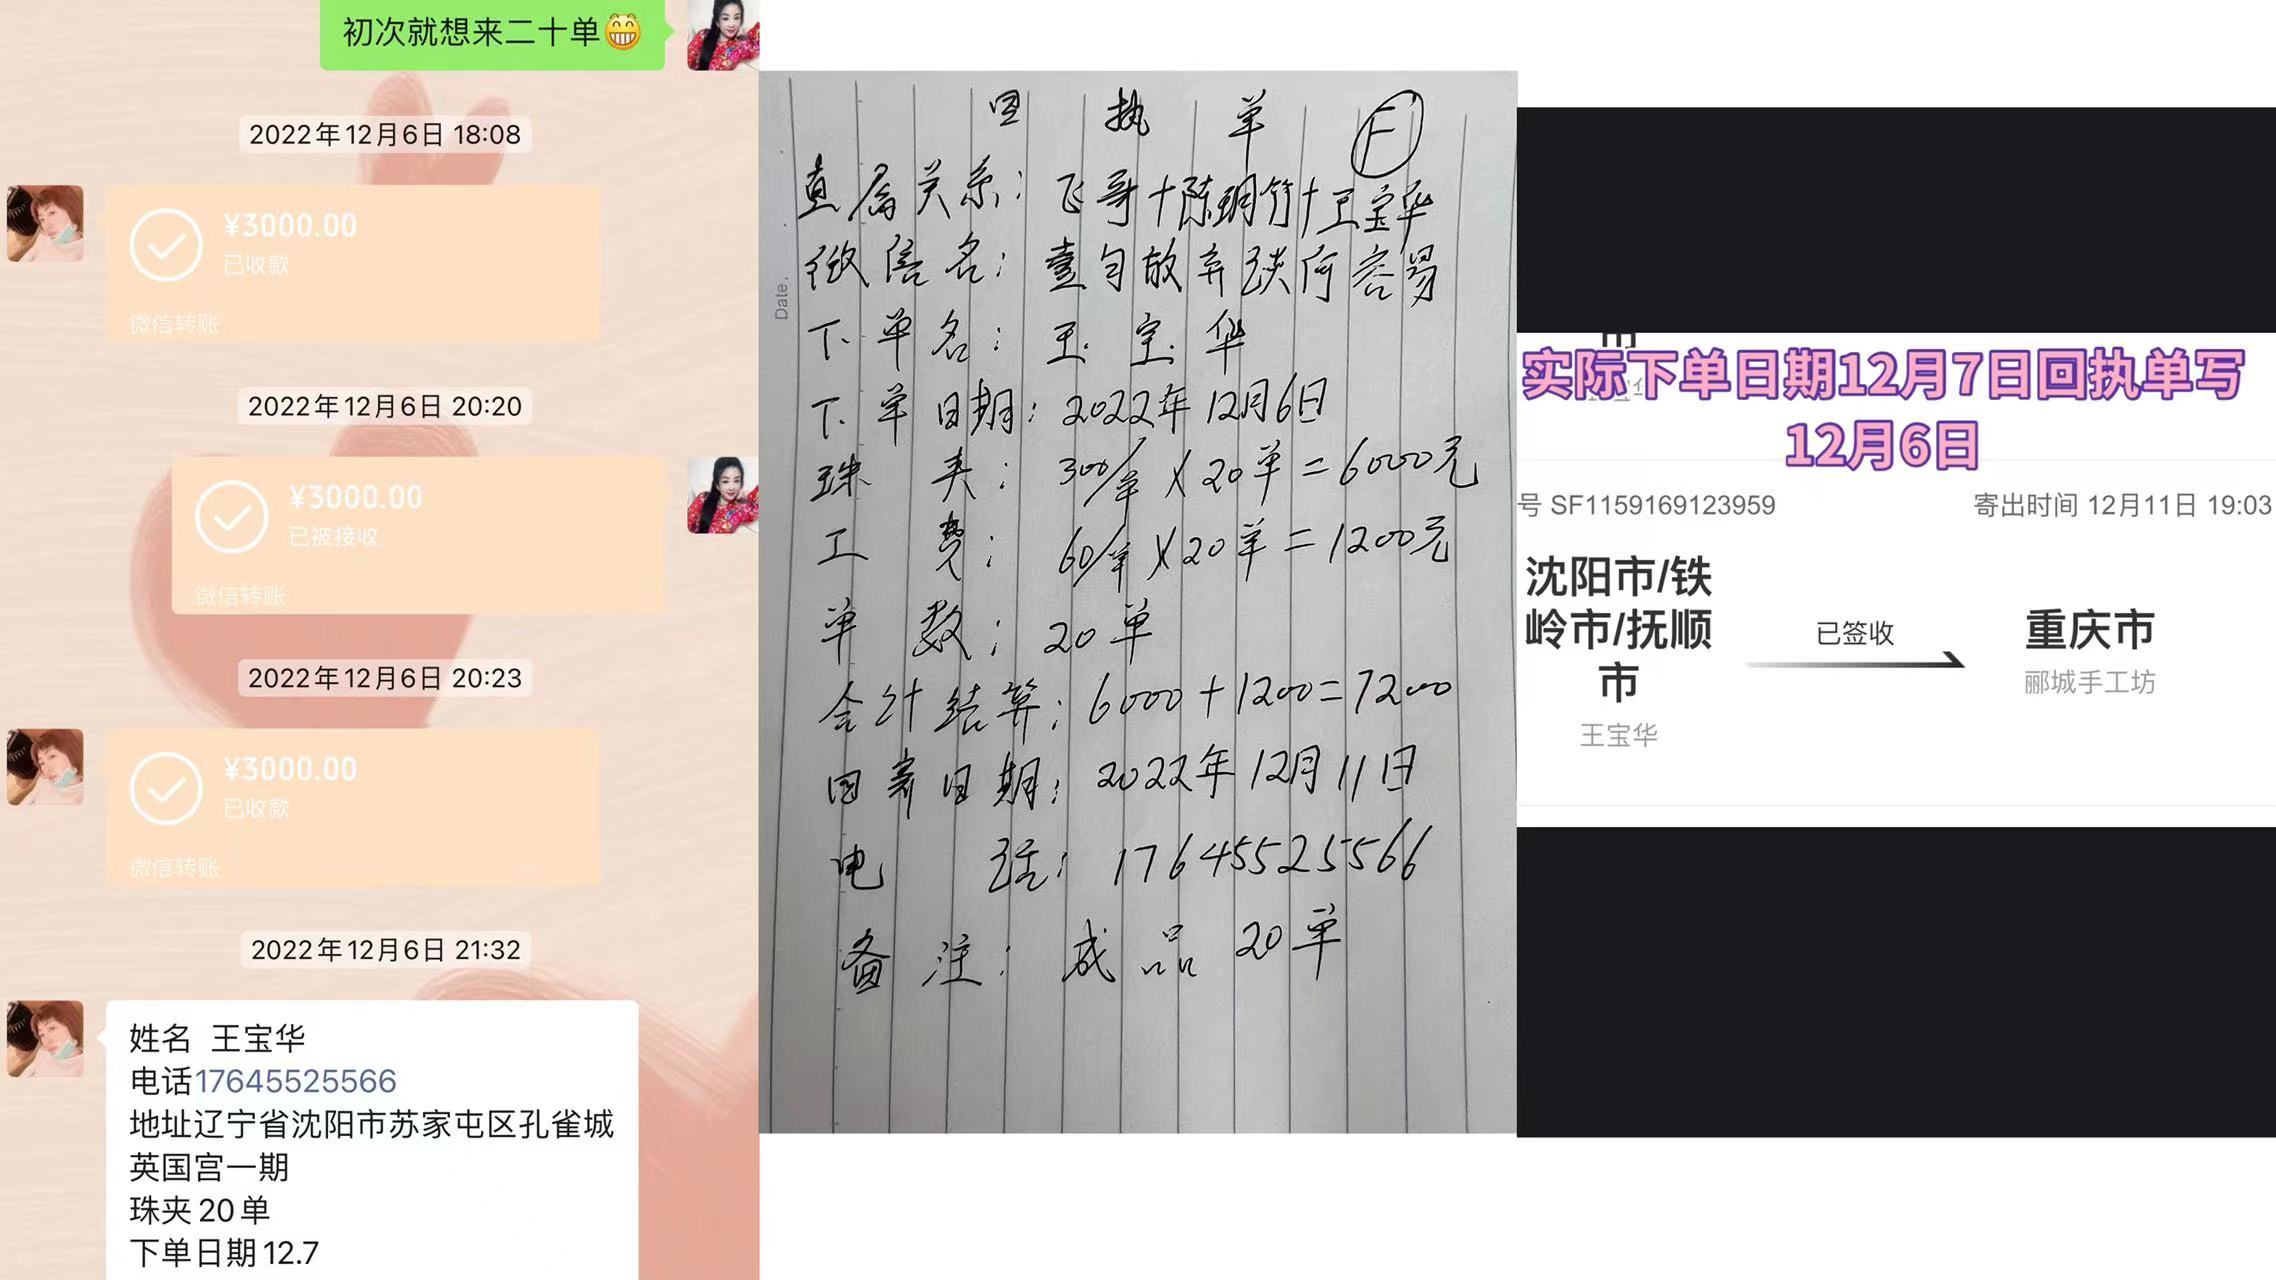 初次就想来二十单😁
2022年12月6日 18:08
¥3000.00
已收款
微信转账
2022年12月6日 20:20
¥3000.00
已被接收
微信转账
2022年12月6日 20:23
¥3000.00
已收款
微信转账
2022年12月6日 21:32
姓名 王宝华
电话17645525566
地址辽宁省沈阳市苏家屯区孔雀城
英国宫一期
珠夹20单
下单日期12.7
Date.
回执单 F
直属关系：飞哥+陈玥竹+王宝华
微信名：壹句放弃谈何容易
下单名：王宝华
下单日期：2022年12月6日
珠夹：300/单×20单=6000元
工费：60/单×20单=1200元
单数：20单
会计结算：6000+1200=7200
回寄日期：2022年12月11日
电话：17645525566
备注：成品20单
实际下单日期12月7日回执单写
12月6日
号 SF1159169123959
寄出时间 12月11日 19:03
沈阳市/铁
岭市/抚顺
市
王宝华
已签收
重庆市
郦城手工坊